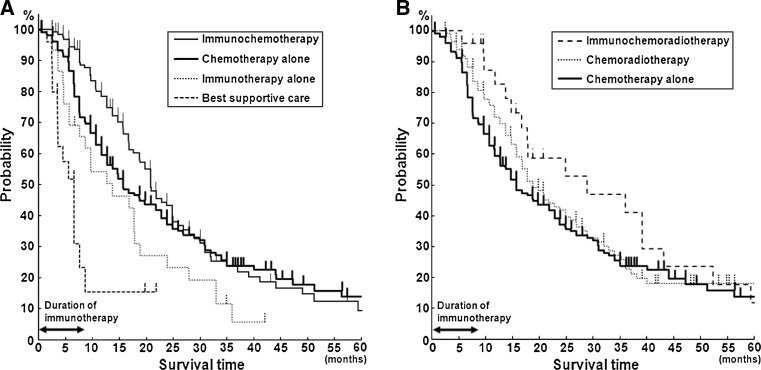 A
%
100
90
80
70
60
50
40
30
20
10
0
Probability
Immunochemotherapy
Chemotherapy alone
Immunotherapy alone
Best supportive care
Duration of
immunotherapy
0 5 10 15 20 25 30 35 40 45 50 55 60
Survival time
(months)
B
%
100
90
80
70
60
50
40
30
20
10
0
Probability
Immunochemoradiotherapy
Chemoradiotherapy
Chemotherapy alone
Duration of
immunotherapy
0 5 10 15 20 25 30 35 40 45 50 55 60
Survival time
(months)